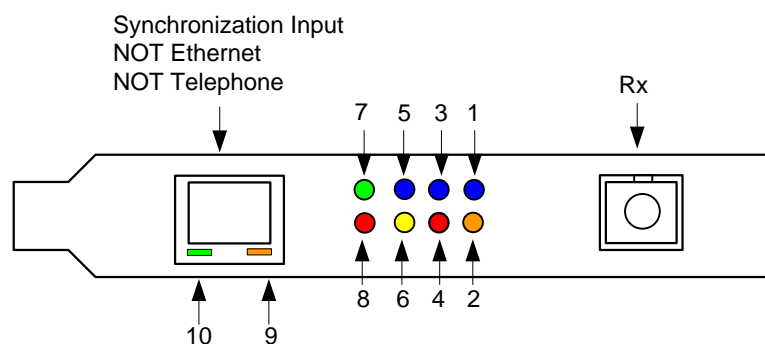 Synchronization Input
NOT Ethernet
NOT Telephone
7 5 3 1
Rx
8 6 4 2
10 9